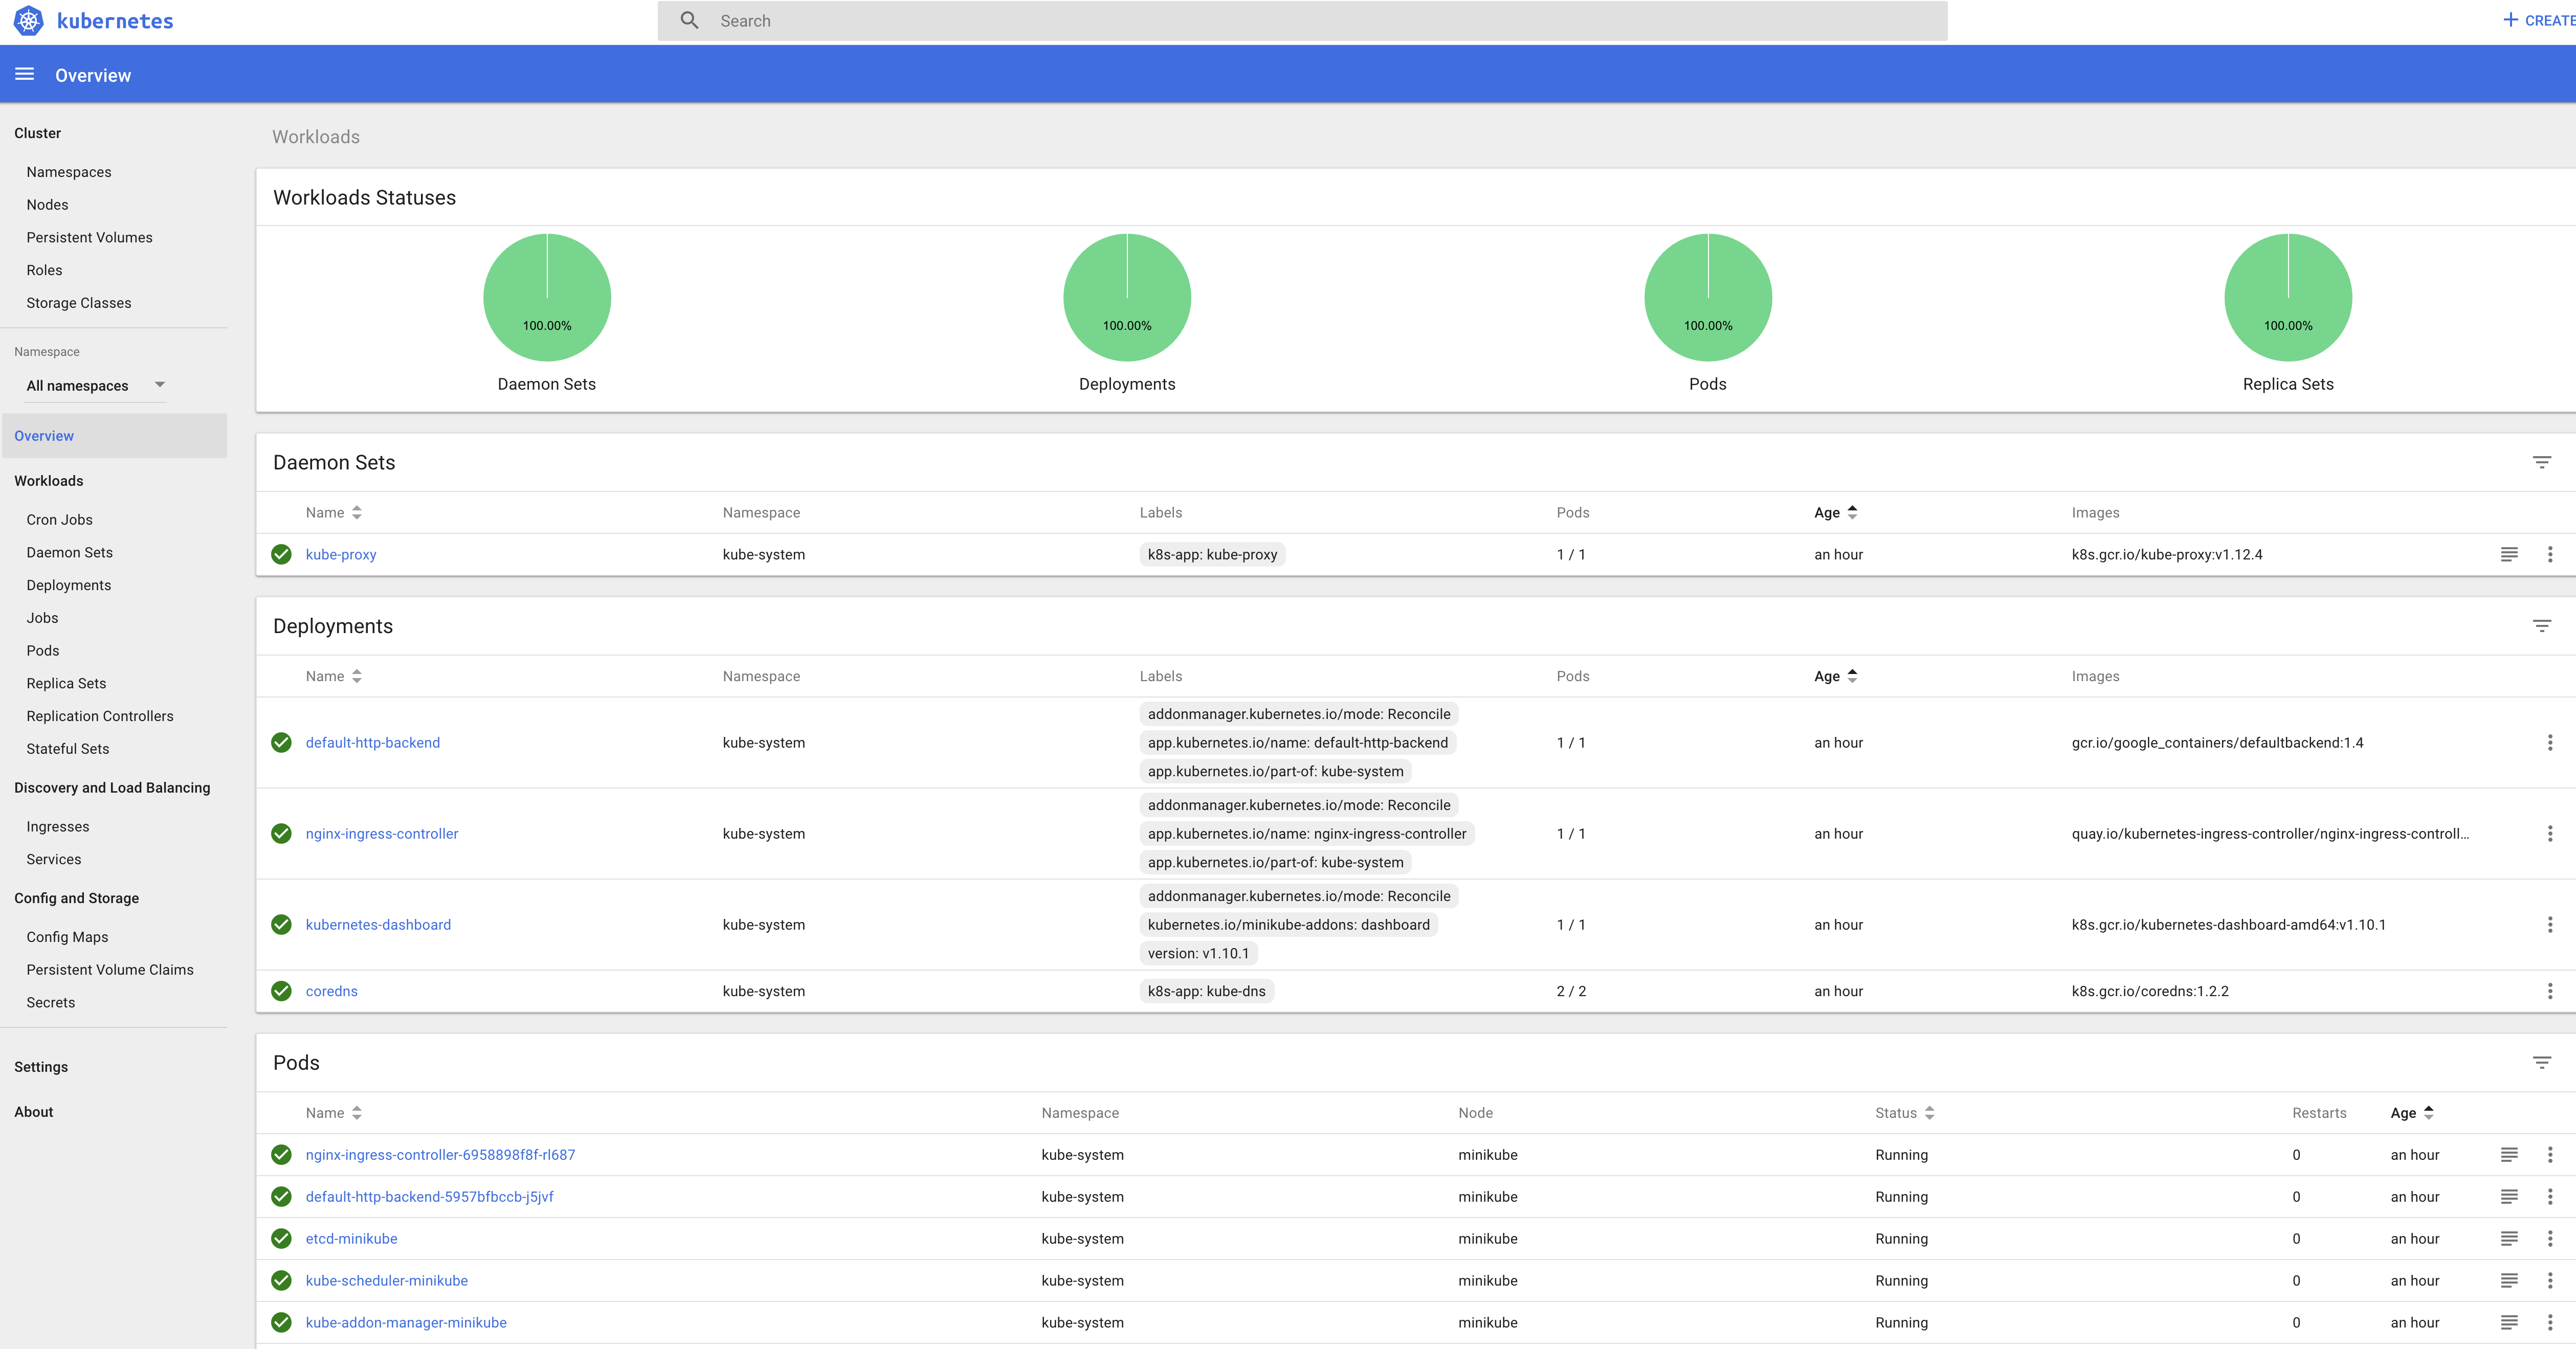 kubernetes
Search
+ CREATE
Overview
Cluster
Namespaces
Nodes
Persistent Volumes
Roles
Storage Classes
Namespace
All namespaces
Overview
Workloads
Cron Jobs
Daemon Sets
Deployments
Jobs
Pods
Replica Sets
Replication Controllers
Stateful Sets
Discovery and Load Balancing
Ingresses
Services
Config and Storage
Config Maps
Persistent Volume Claims
Secrets
Settings
About
Workloads
Workloads Statuses
100.00% 100.00% 100.00% 100.00%
Daemon Sets Deployments Pods Replica Sets
Daemon Sets
Name Namespace Labels Pods Age Images
kube-proxy kube-system k8s-app: kube-proxy 1 / 1 an hour k8s.gcr.io/kube-proxy:v1.12.4
Deployments
Name Namespace Labels Pods Age Images
addonmanager.kubernetes.io/mode: Reconcile
default-http-backend kube-system app.kubernetes.io/name: default-http-backend 1 / 1 an hour gcr.io/google_containers/defaultbackend:1.4
app.kubernetes.io/part-of: kube-system
addonmanager.kubernetes.io/mode: Reconcile
nginx-ingress-controller kube-system app.kubernetes.io/name: nginx-ingress-controller 1 / 1 an hour quay.io/kubernetes-ingress-controller/nginx-ingress-controll...
app.kubernetes.io/part-of: kube-system
addonmanager.kubernetes.io/mode: Reconcile
kubernetes-dashboard kube-system kubernetes.io/minikube-addons: dashboard 1 / 1 an hour k8s.gcr.io/kubernetes-dashboard-amd64:v1.10.1
version: v1.10.1
coredns kube-system k8s-app: kube-dns 2 / 2 an hour k8s.gcr.io/coredns:1.2.2
Pods
Name Namespace Node Status Restarts Age
nginx-ingress-controller-6958898f8f-rl687 kube-system minikube Running 0 an hour
default-http-backend-5957bfbccb-j5jvf kube-system minikube Running 0 an hour
etcd-minikube kube-system minikube Running 0 an hour
kube-scheduler-minikube kube-system minikube Running 0 an hour
kube-addon-manager-minikube kube-system minikube Running 0 an hour